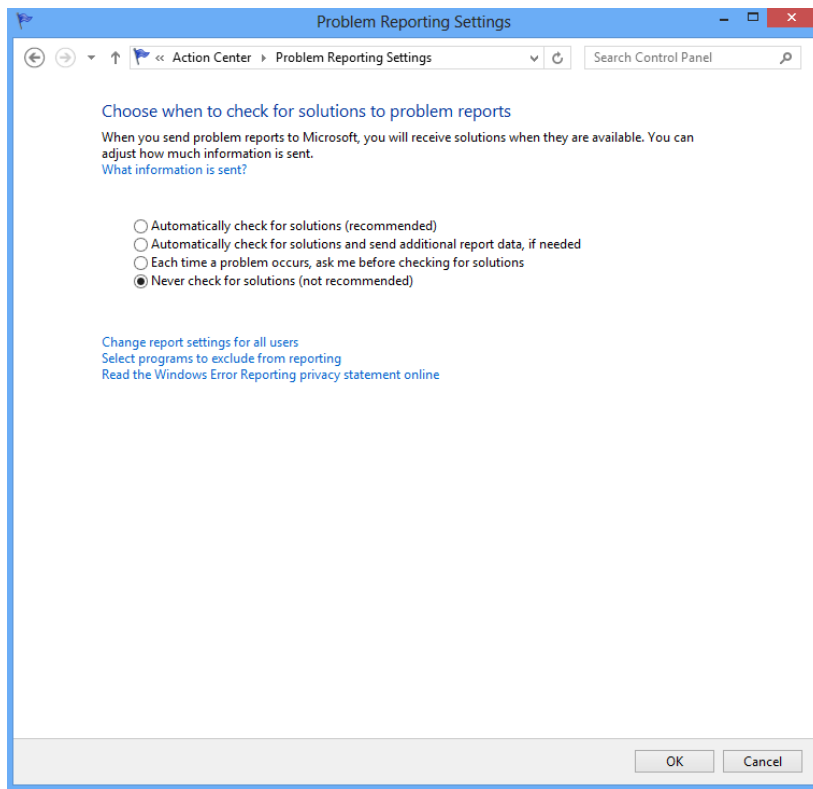 Problem Reporting Settings
« Action Center Problem Reporting Settings
Search Control Panel
Choose when to check for solutions to problem reports
When you send problem reports to Microsoft, you will receive solutions when they are available. You can
adjust how much information is sent.
What information is sent?
Automatically check for solutions (recommended)
Automatically check for solutions and send additional report data, if needed
Each time a problem occurs, ask me before checking for solutions
Never check for solutions (not recommended)
Change report settings for all users
Select programs to exclude from reporting
Read the Windows Error Reporting privacy statement online
OK
Cancel